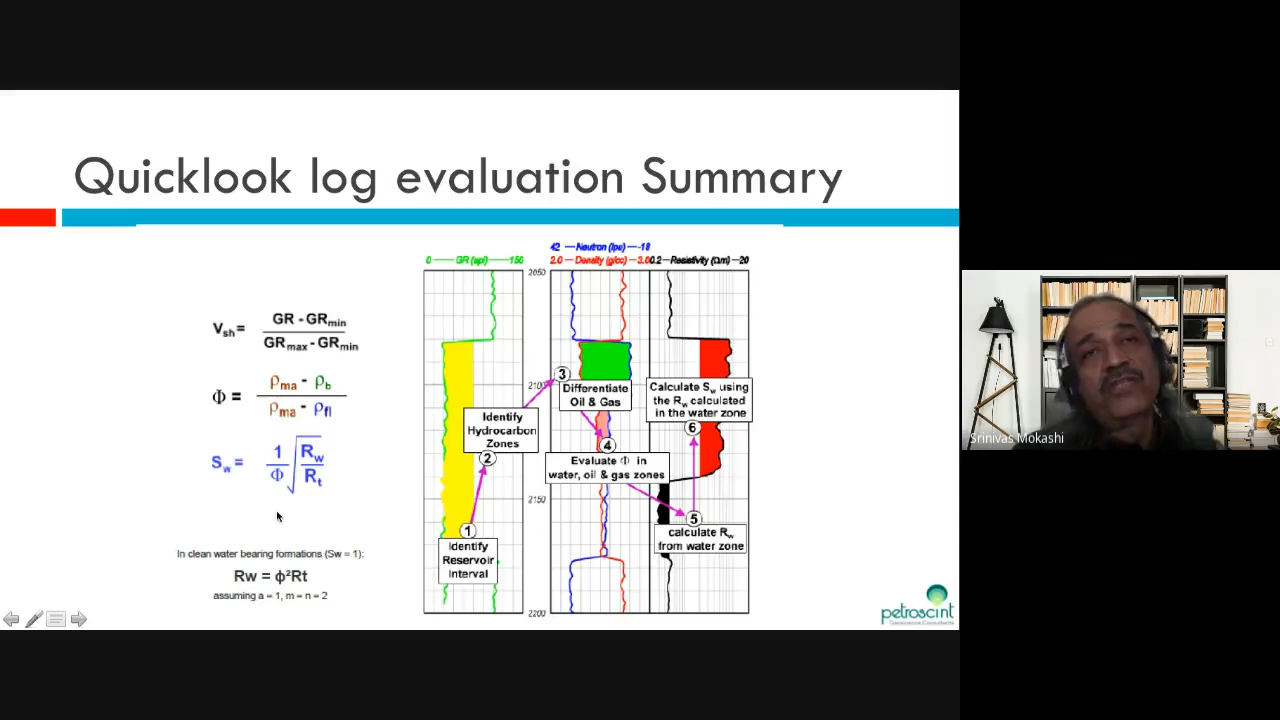 Quicklook log evaluation Summary
Vsh = GR - GRmin
GRmax - GRmin
Φ = ρma - ρb
ρma - ρfl
Sw = 1 Rw
Φ√ Rt
In clean water bearing formations (Sw = 1):
Rw = ϕ²Rt
assuming a = 1, m = n = 2
42 Neutron (lpu) -18
0 GR (api) 150
2.0 Density (g/cc) 3.0
0.2 Resistivity (Ωm) 20
2050
2100
2150
2200
1
Identify
Reservoir
Interval
Identify
Hydrocarbon
Zones
2
3
Differentiate
Oil & Gas
4
Evaluate Φ in
water, oil & gas zones
5
calculate Rw
from water zone
Calculate Sw using
the Rw calculated
in the water zone
6
petroscint
Srinivas Mokashi